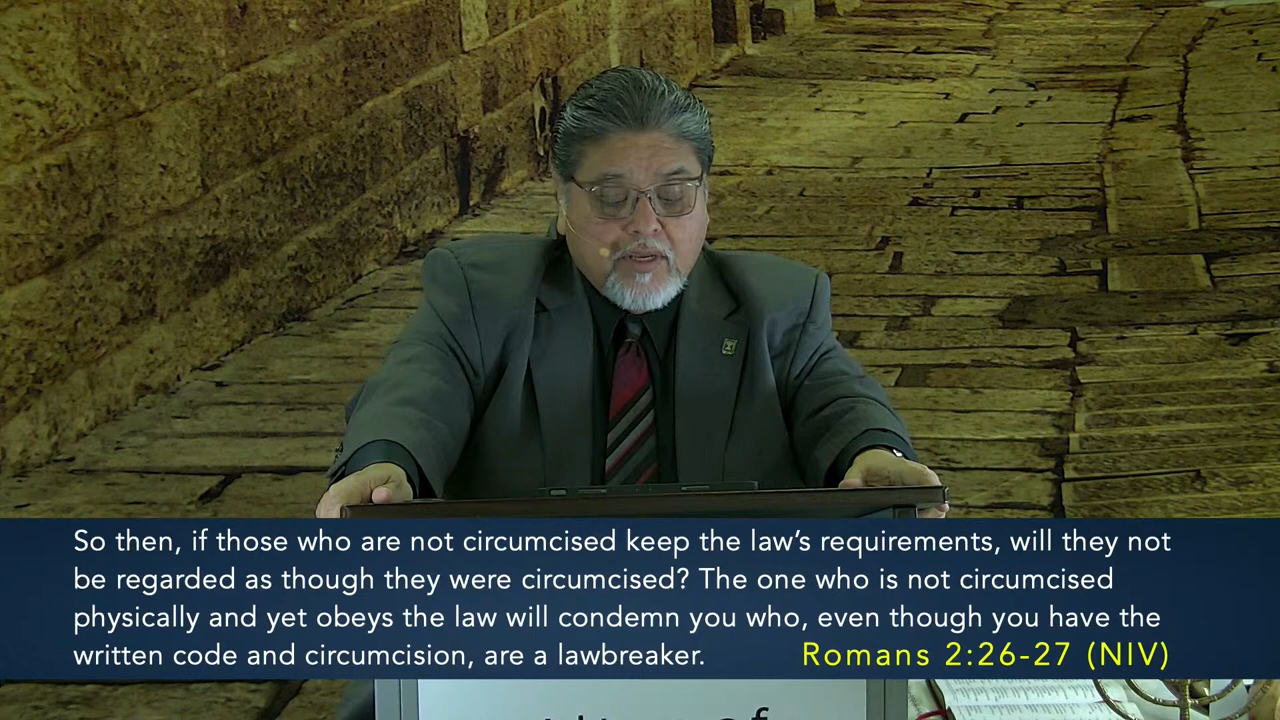 So then, if those who are not circumcised keep the law's requirements, will they not
be regarded as though they were circumcised? The one who is not circumcised
physically and yet obeys the law will condemn you who, even though you have the
written code and circumcision, are a lawbreaker.
Romans 2:26-27 (NIV)